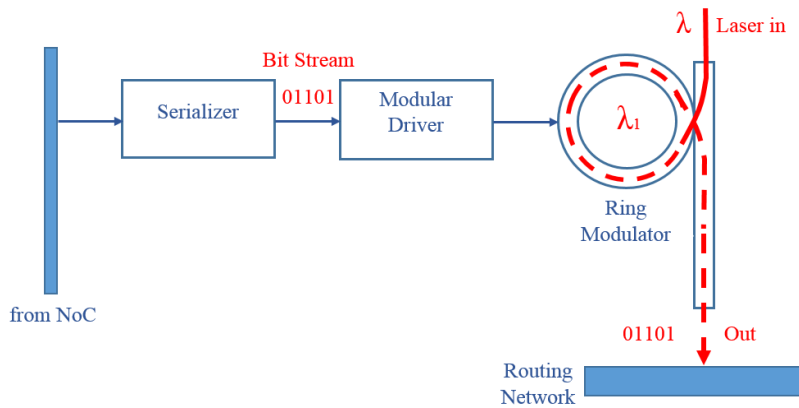 λ Laser in
Bit Stream
01101
Serializer
Modular
Driver
λ1
Ring
Modulator
from NoC
01101 Out
Routing
Network